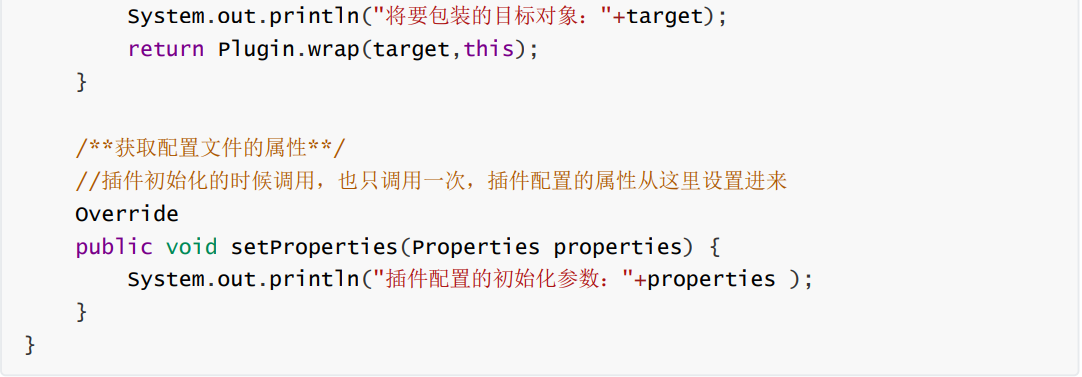 System.out.println("将要包装的目标对象："+target);
return Plugin.wrap(target,this);
}
/**获取配置文件的属性**/
//插件初始化的时候调用，也只调用一次，插件配置的属性从这里设置进来
Override
public void setProperties(Properties properties) {
System.out.println("插件配置的初始化参数："+properties );
}
}